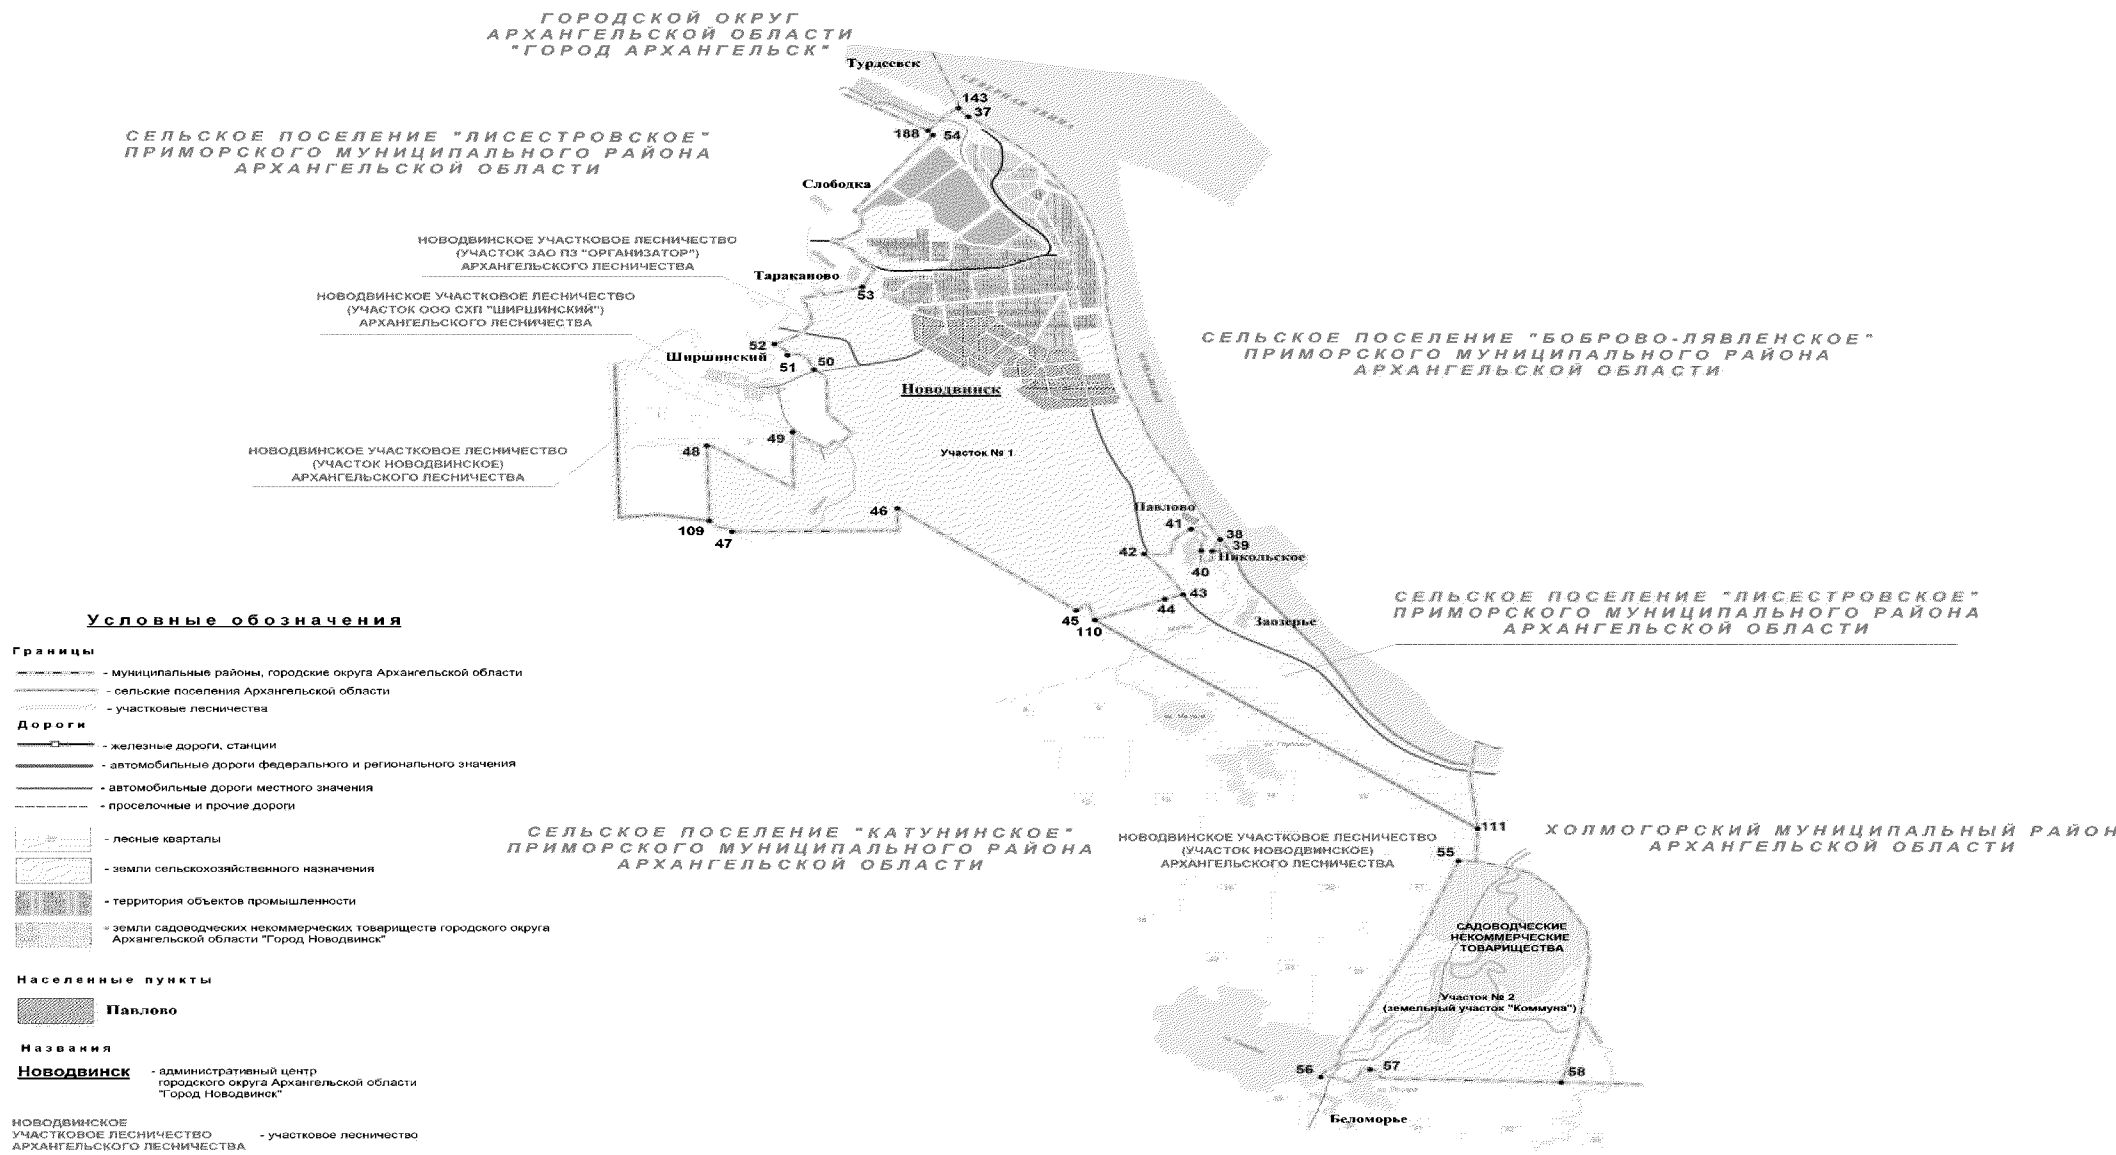 ГОРОДСКОЙ ОКРУГ
АРХАНГЕЛЬСКОЙ ОБЛАСТИ
"ГОРОД АРХАНГЕЛЬСК"
Турдеевск
СЕВЕРНАЯ ДВИНА
143
37
188
54
СЕЛЬСКОЕ ПОСЕЛЕНИЕ "ЛИСЕСТРОВСКОЕ"
ПРИМОРСКОГО МУНИЦИПАЛЬНОГО РАЙОНА
АРХАНГЕЛЬСКОЙ ОБЛАСТИ
Слободка
НОВОДВИНСКОЕ УЧАСТКОВОЕ ЛЕСНИЧЕСТВО
(УЧАСТОК ЗАО ПЗ "ОРГАНИЗАТОР")
АРХАНГЕЛЬСКОГО ЛЕСНИЧЕСТВА
Тараканово
53
НОВОДВИНСКОЕ УЧАСТКОВОЕ ЛЕСНИЧЕСТВО
(УЧАСТОК ООО СХП "ШИРШИНСКИЙ")
АРХАНГЕЛЬСКОГО ЛЕСНИЧЕСТВА
52
Ширшинский
51
50
СЕЛЬСКОЕ ПОСЕЛЕНИЕ "БОБРОВО-ЛЯВЛЕНСКОЕ"
ПРИМОРСКОГО МУНИЦИПАЛЬНОГО РАЙОНА
АРХАНГЕЛЬСКОЙ ОБЛАСТИ
Новодвинск
49
48
НОВОДВИНСКОЕ УЧАСТКОВОЕ ЛЕСНИЧЕСТВО
(УЧАСТОК НОВОДВИНСКОЕ)
АРХАНГЕЛЬСКОГО ЛЕСНИЧЕСТВА
Участок № 1
46
109
47
Павлово
41
38
39
42
Никольское
40
43
44
45
110
Заозерье
СЕЛЬСКОЕ ПОСЕЛЕНИЕ "ЛИСЕСТРОВСКОЕ"
ПРИМОРСКОГО МУНИЦИПАЛЬНОГО РАЙОНА
АРХАНГЕЛЬСКОЙ ОБЛАСТИ
Условные обозначения
Границы
- муниципальные районы, городские округа Архангельской области
- сельские поселения Архангельской области
- участковые лесничества
Дороги
- железные дороги, станции
- автомобильные дороги федерального и регионального значения
- автомобильные дороги местного значения
- проселочные и прочие дороги
- лесные кварталы
- земли сельскохозяйственного назначения
- территория объектов промышленности
- земли садоводческих некоммерческих товариществ городского округа
Архангельской области "Город Новодвинск"
Населенные пункты
Павлово
Названия
Новодвинск
- административный центр
городского округа Архангельской области
"Город Новодвинск"
НОВОДВИНСКОЕ
УЧАСТКОВОЕ ЛЕСНИЧЕСТВО
АРХАНГЕЛЬСКОГО ЛЕСНИЧЕСТВА
- участковое лесничество
СЕЛЬСКОЕ ПОСЕЛЕНИЕ "КАТУНИНСКОЕ"
ПРИМОРСКОГО МУНИЦИПАЛЬНОГО РАЙОНА
АРХАНГЕЛЬСКОЙ ОБЛАСТИ
НОВОДВИНСКОЕ УЧАСТКОВОЕ ЛЕСНИЧЕСТВО
(УЧАСТОК НОВОДВИНСКОЕ)
АРХАНГЕЛЬСКОГО ЛЕСНИЧЕСТВА
111
55
ХОЛМОГОРСКИЙ МУНИЦИПАЛЬНЫЙ РАЙОН
АРХАНГЕЛЬСКОЙ ОБЛАСТИ
САДОВОДЧЕСКИЕ
НЕКОММЕРЧЕСКИЕ
ТОВАРИЩЕСТВА
Участок № 2
(земельный участок "Коммуна")
56
57
58
Беломорье